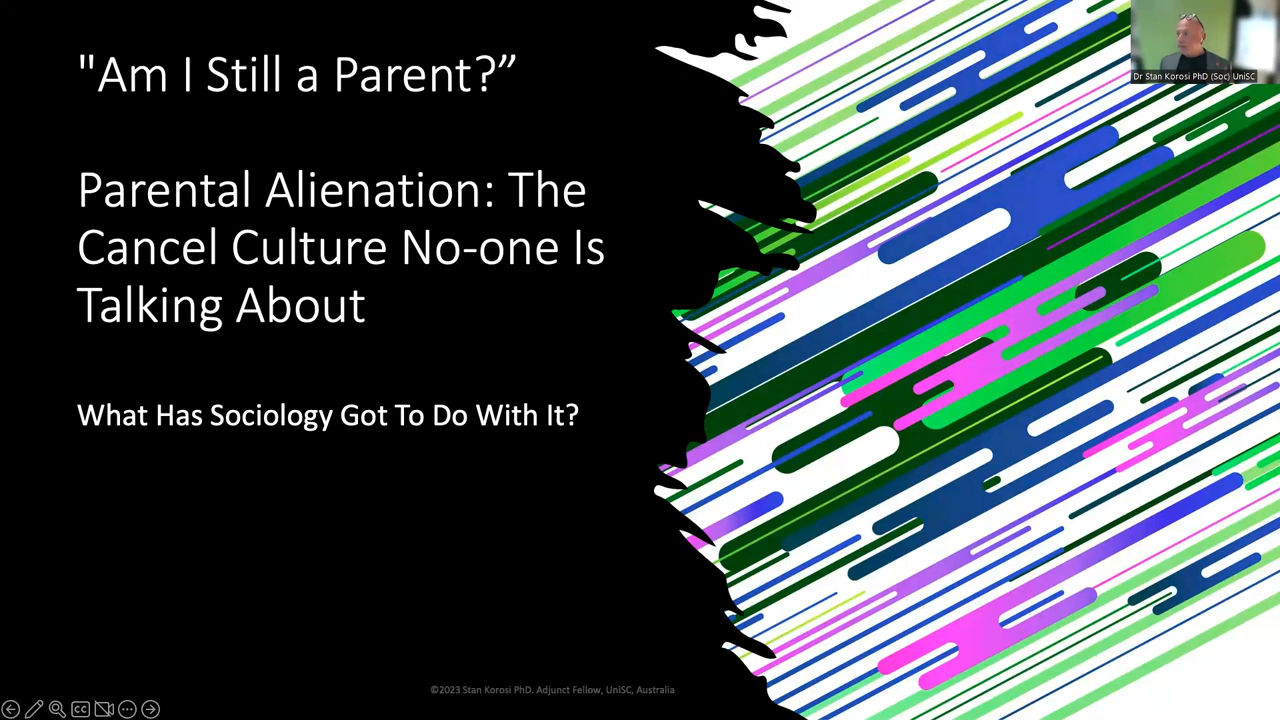 "Am I Still a Parent?”
Parental Alienation: The
Cancel Culture No-one Is
Talking About
What Has Sociology Got To Do With It?
Dr Stan Korosi PhD (Soc) UniSC
©2023 Stan Korosi PhD. Adjunct Fellow, UniSC, Australia
CC